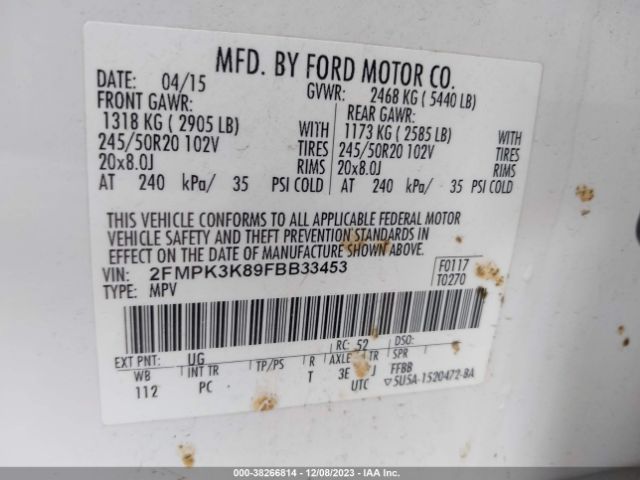 MFD. BY FORD MOTOR CO.
DATE: 04/15 GVWR: 2468 KG ( 5440 LB)
FRONT GAWR: REAR GAWR:
1318 KG ( 2905 LB) WITH 1173 KG ( 2585 LB) WITH
245/50R20 102V TIRES 245/50R20 102V TIRES
20x8.0J RIMS 20x8.0J RIMS
AT 240 kPa/ 35 PSI COLD AT 240 kPa/ 35 PSI COLD
THIS VEHICLE CONFORMS TO ALL APPLICABLE FEDERAL MOTOR
VEHICLE SAFETY AND THEFT PREVENTION STANDARDS IN
EFFECT ON THE DATE OF MANUFACTURE SHOWN ABOVE.
VIN: 2FMPK3K89FBB33453 F0117
TYPE: MPV T0270
EXT PNT: UG RC: 52 DSO:
WB INT TR TP/PS R AXLE TR SPR
112 PC T 3E J FFBB
UTC ▽5U5A-1520472-BA
000-38266814 - 12/08/2023 - IAA Inc.